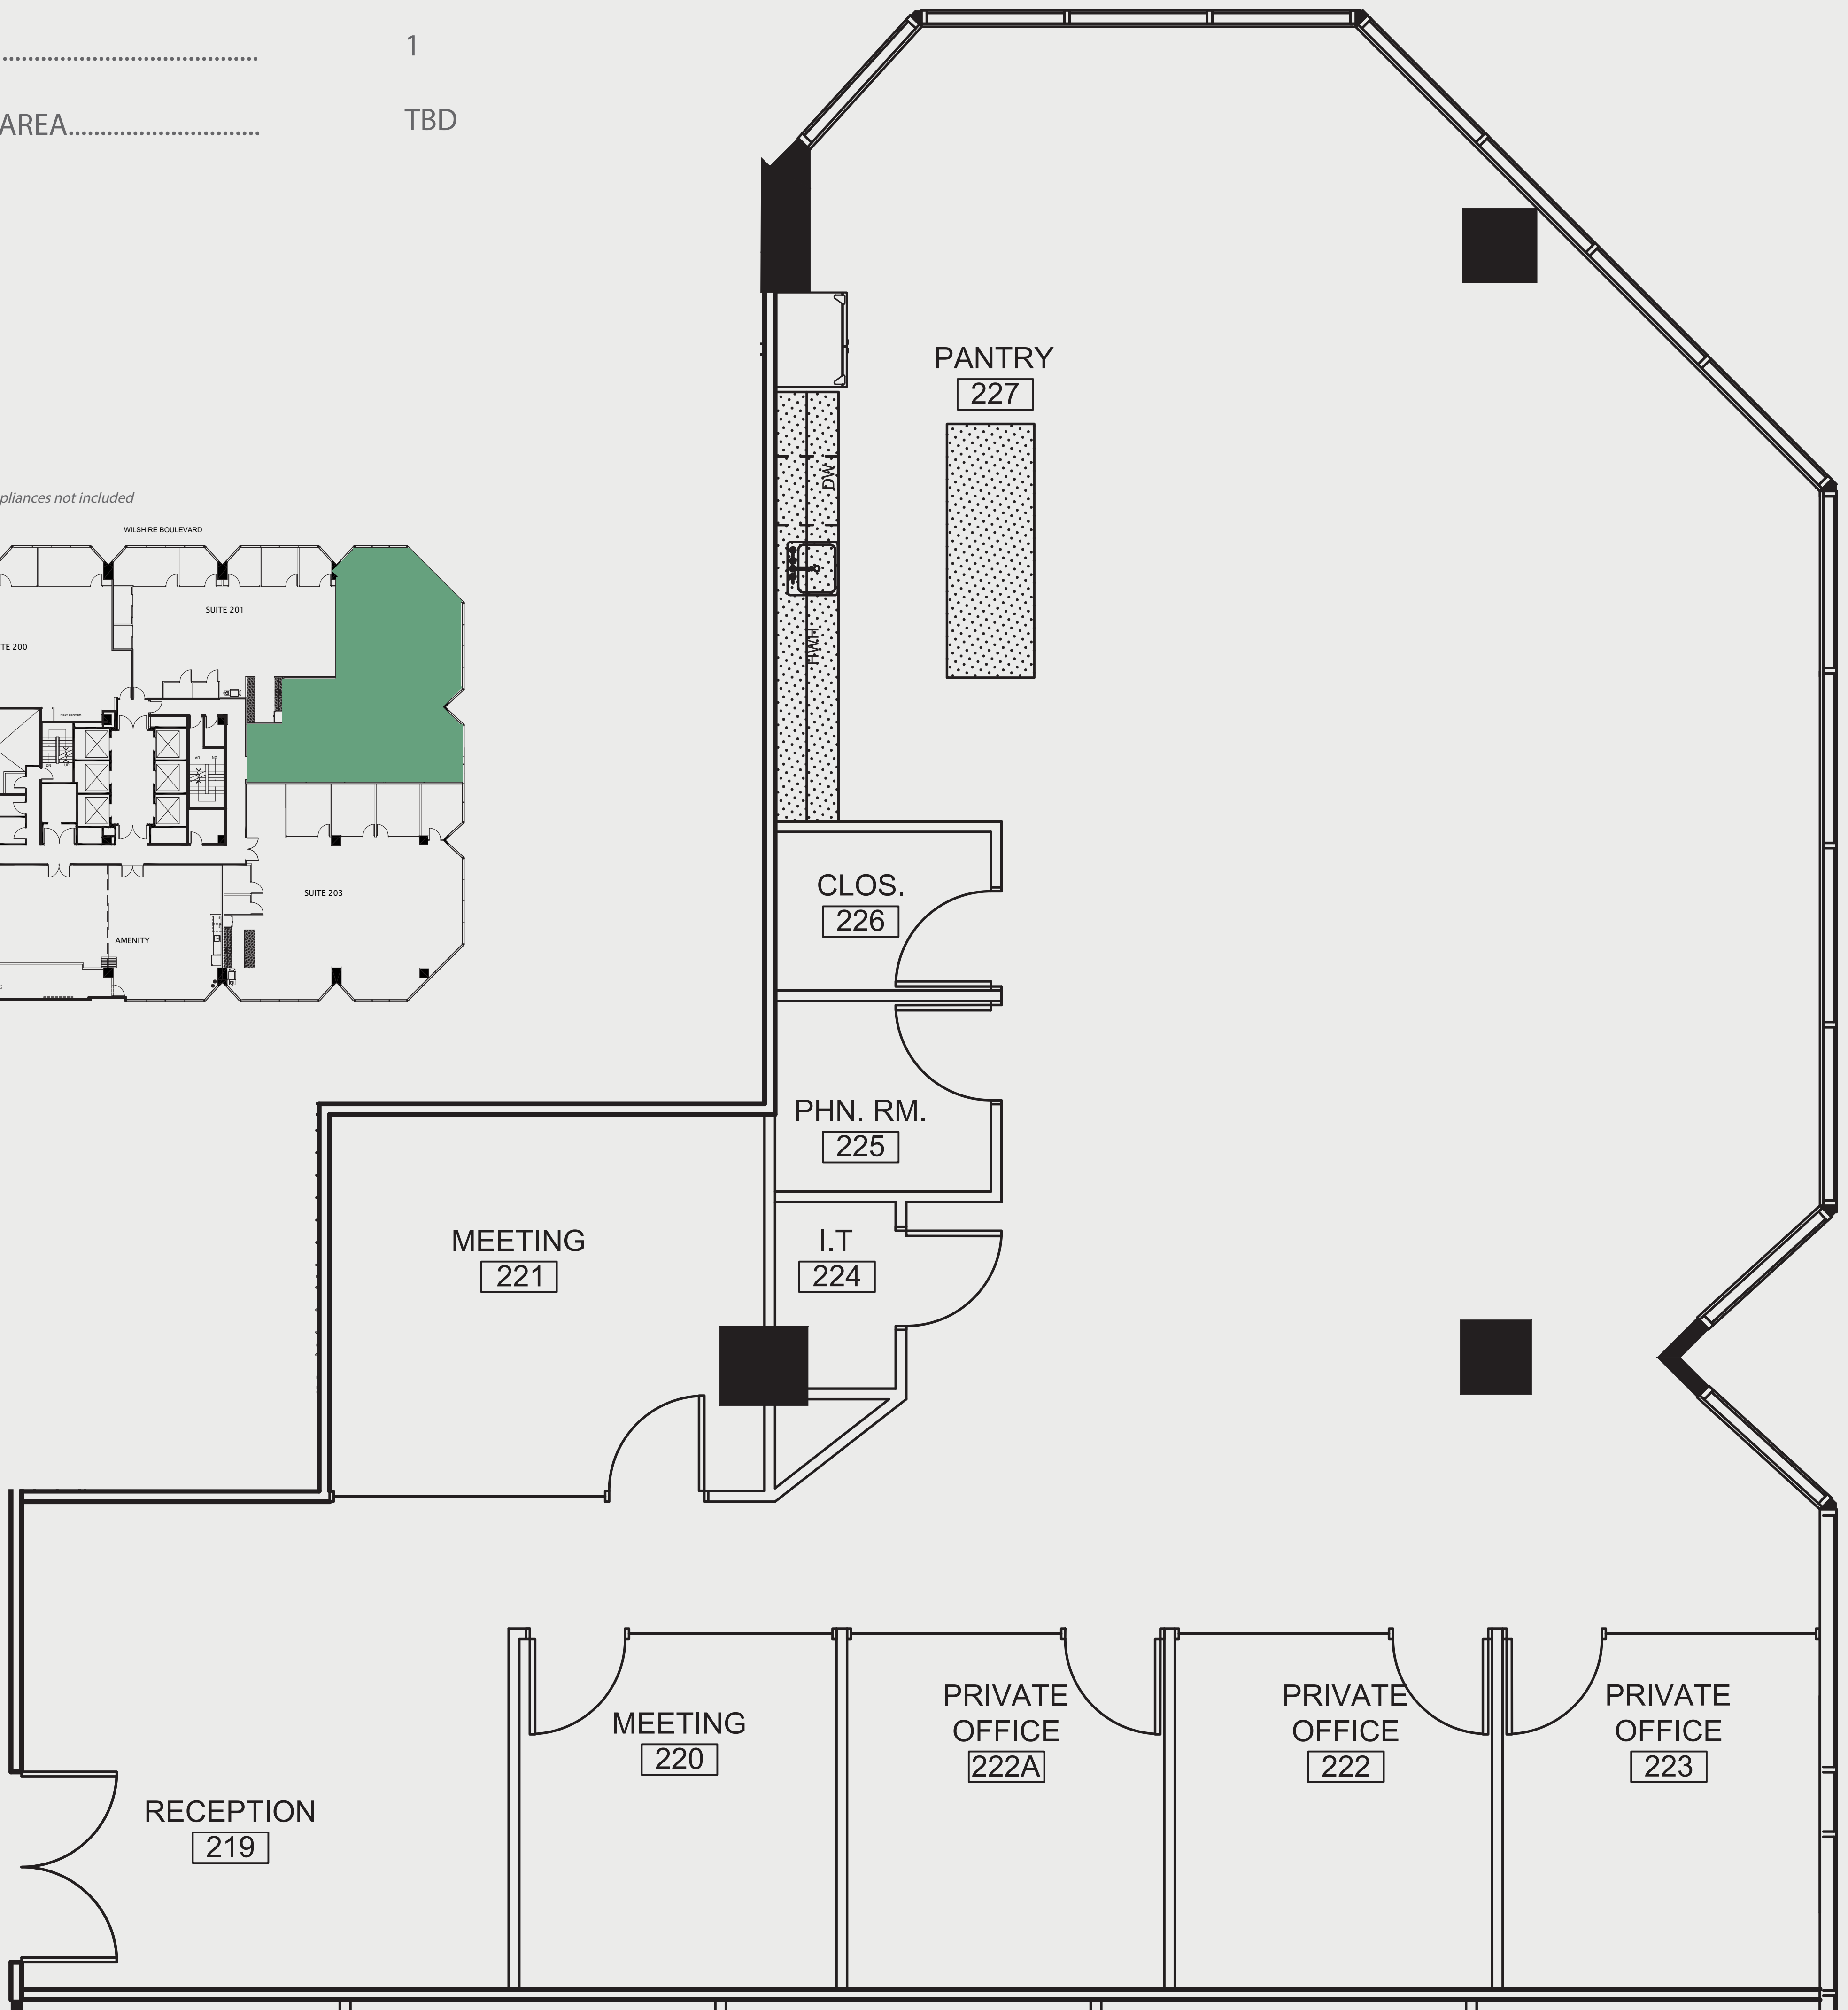 1
AREA
TBD
pliances not included
WILSHIRE BOULEVARD
SUITE 201
TE 200
SUITE 203
AMENITY
PANTRY
227
DW
HWH
CLOS.
226
PHN. RM.
225
MEETING
221
I.T
224
PRIVATE
OFFICE
222A
PRIVATE
OFFICE
222
PRIVATE
OFFICE
223
MEETING
220
RECEPTION
219